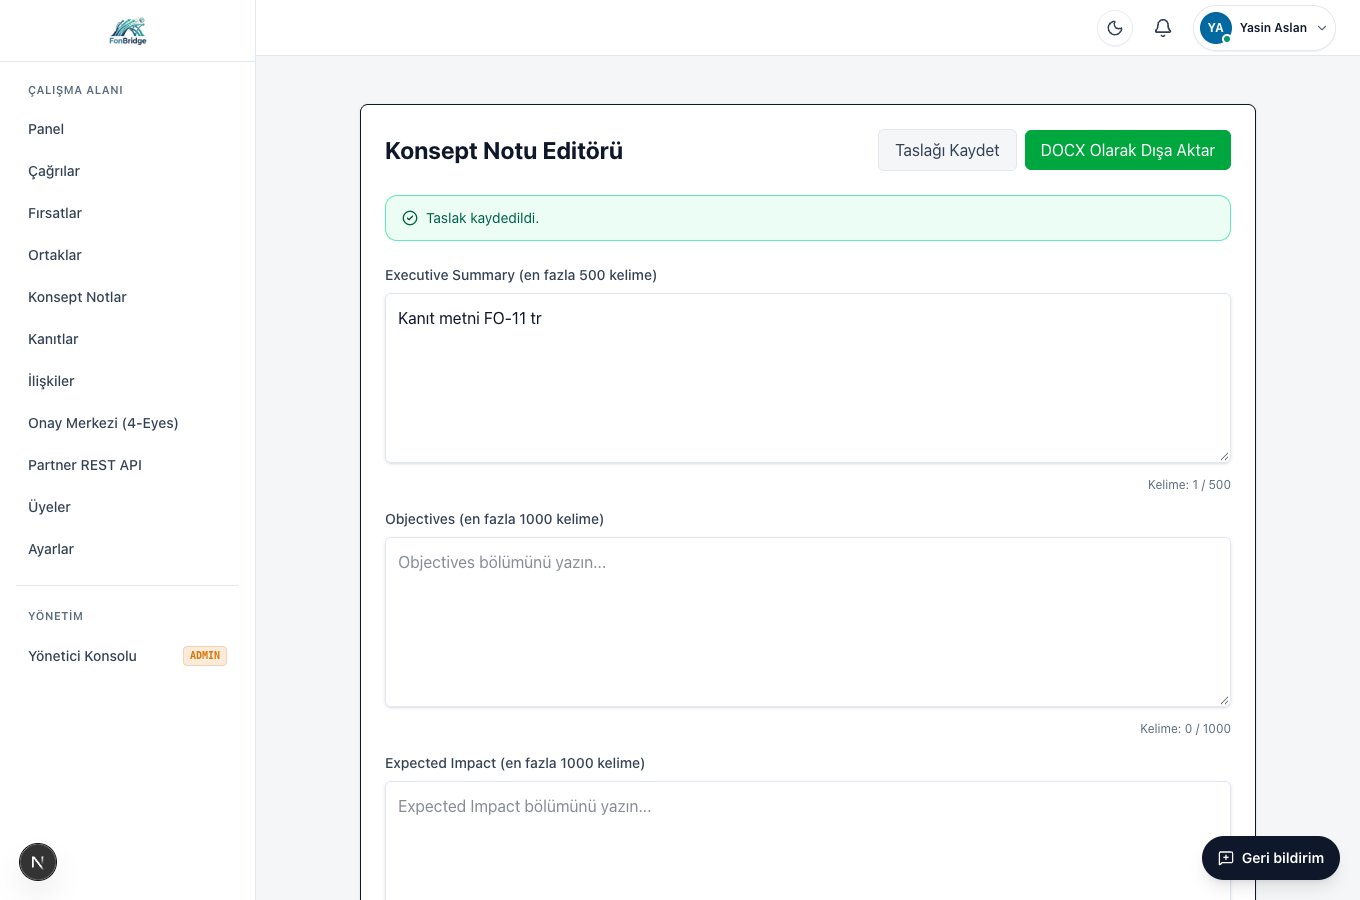 FonBridge
YA
Yasin Aslan
ÇALIŞMA ALANI
Panel
Çağrılar
Fırsatlar
Ortaklar
Konsept Notlar
Kanıtlar
İlişkiler
Onay Merkezi (4-Eyes)
Partner REST API
Üyeler
Ayarlar
YÖNETİM
Yönetici Konsolu
ADMIN
N
Konsept Notu Editörü
Taslağı Kaydet
DOCX Olarak Dışa Aktar
Taslak kaydedildi.
Executive Summary (en fazla 500 kelime)
Kanıt metni FO-11 tr
Kelime: 1 / 500
Objectives (en fazla 1000 kelime)
Objectives bölümünü yazın...
Kelime: 0 / 1000
Expected Impact (en fazla 1000 kelime)
Expected Impact bölümünü yazın...
Geri bildirim